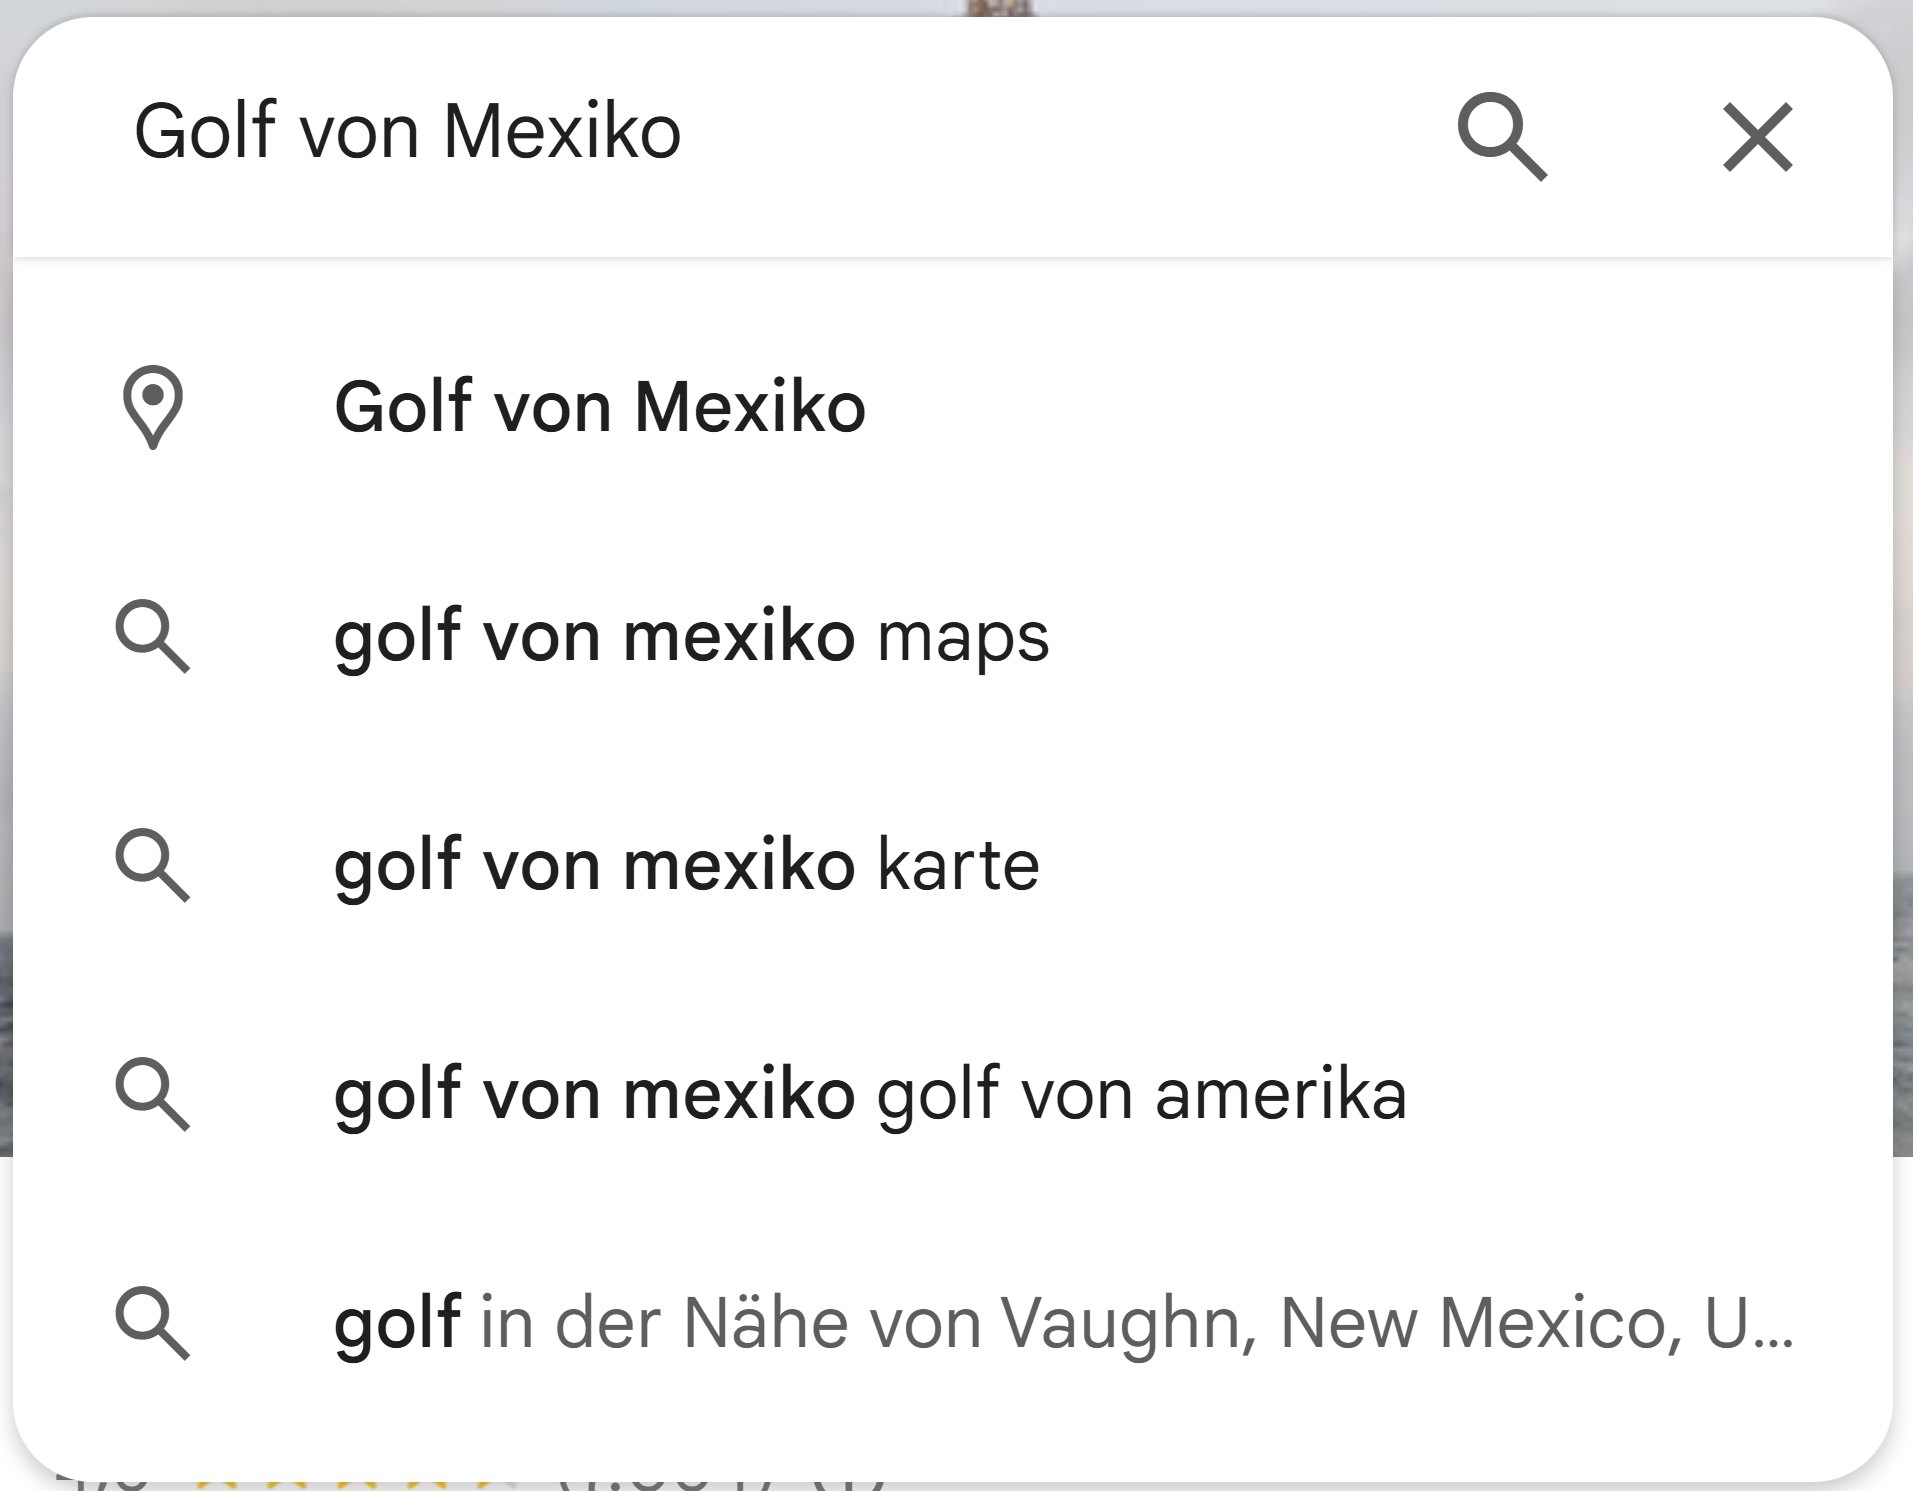 Golf von Mexiko
Golf von Mexiko
golf von mexiko maps
golf von mexiko karte
golf von mexiko golf von amerika
golf in der Nähe von Vaughn, New Mexico, U...